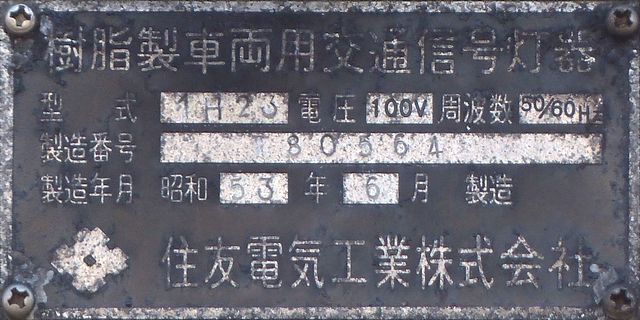 樹脂製車両用交通信号灯器
型式 1H23 電圧 100V 周波数 50/60Hz
製造番号 T80564
製造年月 昭和 53 年 6 月 製造
住友電気工業株式会社